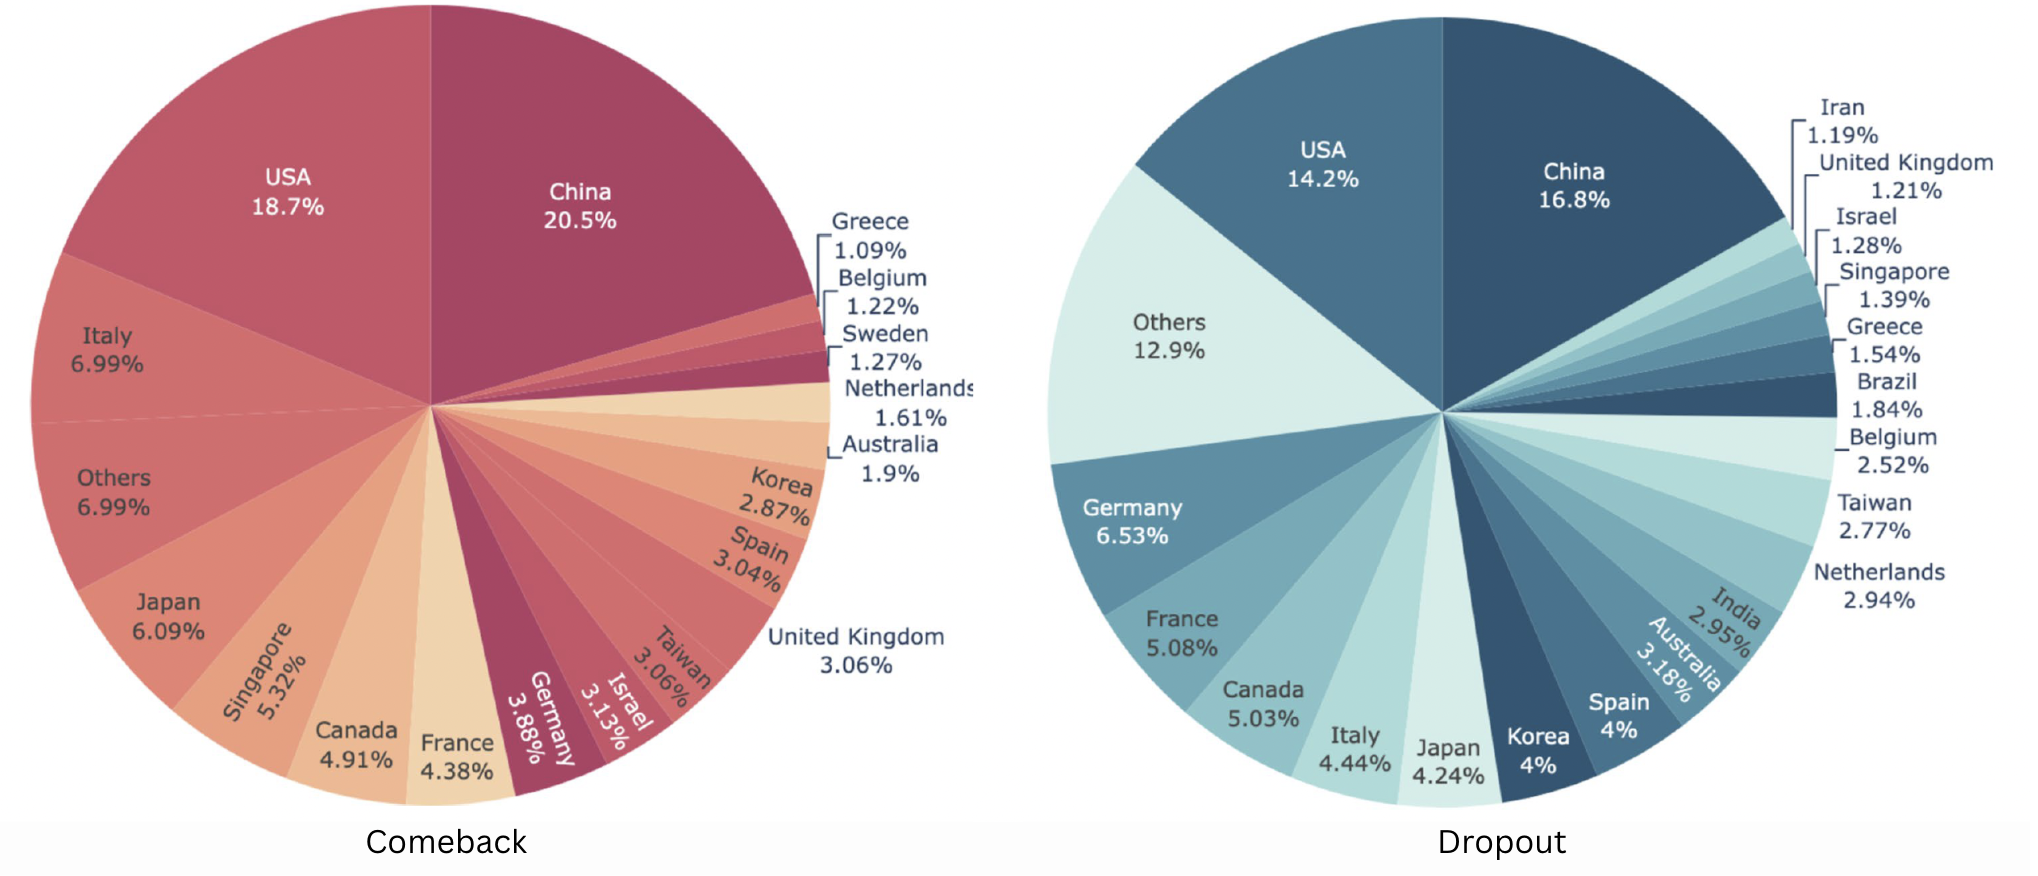 USA
18.7%
China
20.5%
Greece
1.09%
Belgium
1.22%
Sweden
1.27%
Netherlands
1.61%
Australia
1.9%
Korea
2.87%
Spain
3.04%
United Kingdom
3.06%
Taiwan
3.06%
Israel
3.13%
Germany
3.88%
France
4.38%
Canada
4.91%
Singapore
5.32%
Japan
6.09%
Others
6.99%
Italy
6.99%
Comeback
USA
14.2%
China
16.8%
Iran
1.19%
United Kingdom
1.21%
Israel
1.28%
Singapore
1.39%
Greece
1.54%
Brazil
1.84%
Belgium
2.52%
Taiwan
2.77%
Netherlands
2.94%
India
2.95%
Australia
3.18%
Spain
4%
Korea
4%
Japan
4.24%
Italy
4.44%
Canada
5.03%
France
5.08%
Germany
6.53%
Others
12.9%
Dropout